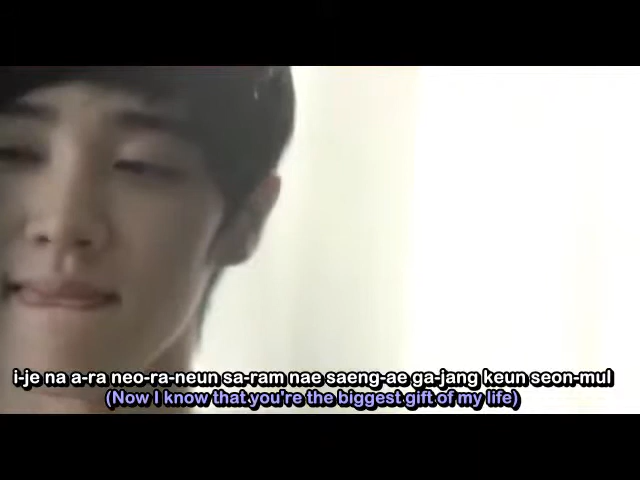 i-je na a-ra neo-ra-neun sa-ram nae saeng-ae ga-jang keun seon-mul
(Now I know that you're the biggest gift of my life)